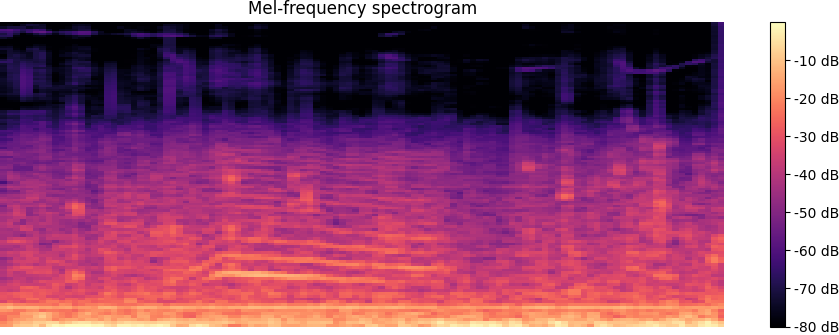 Mel-frequency spectrogram
-10 dB
-20 dB
-30 dB
-40 dB
-50 dB
-60 dB
-70 dB
-80 dB